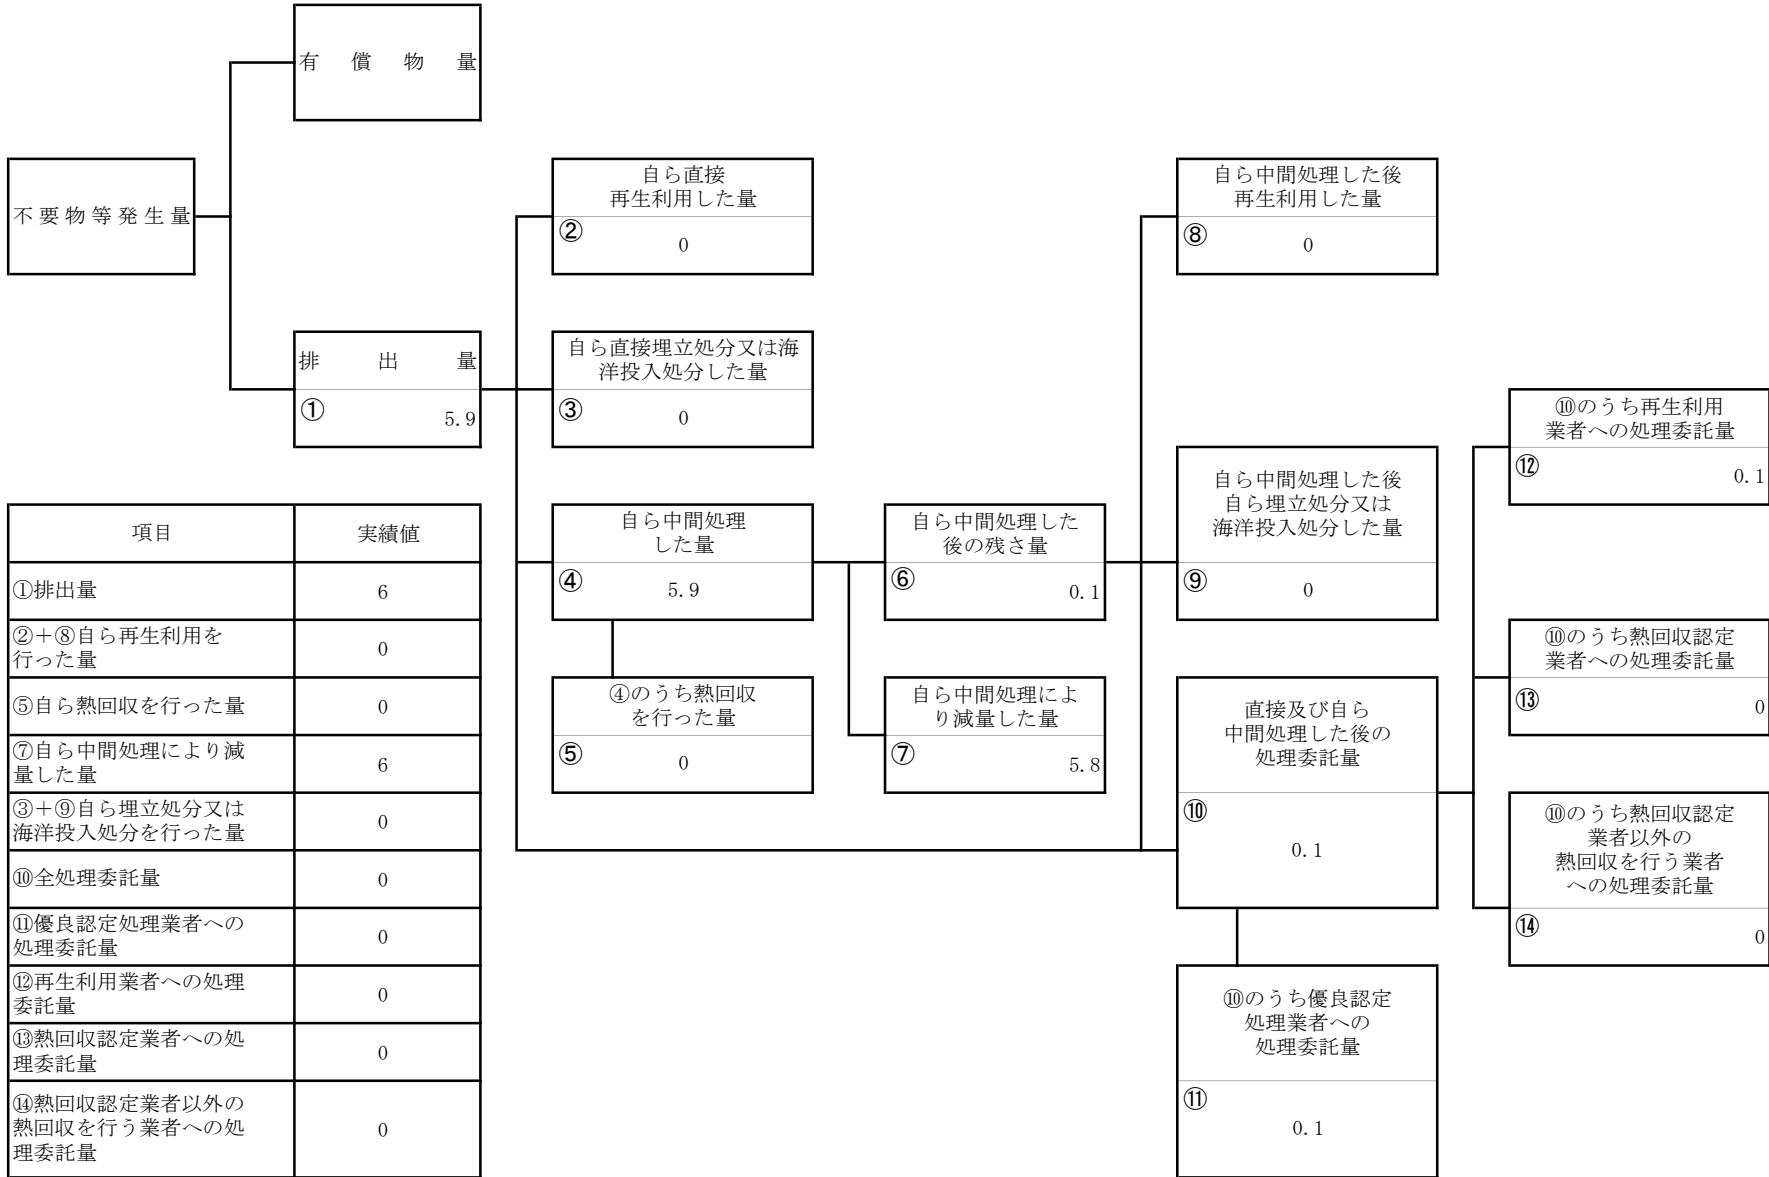 有償物量
不要物等発生量
排出量
①
5.9
自ら直接
再生利用した量
②
0
自ら直接埋立処分又は海
洋投入処分した量
③
0
自ら中間処理
した量
④
5.9
④のうち熱回収
を行った量
⑤
0
自ら中間処理した
後の残さ量
⑥
0.1
自ら中間処理によ
り減量した量
⑦
5.8
自ら中間処理した後
再生利用した量
⑧
0
自ら中間処理した後
自ら埋立処分又は
海洋投入処分した量
⑨
0
直接及び自ら
中間処理した後の
処理委託量
⑩
0.1
⑩のうち優良認定
処理業者への
処理委託量
⑪
0.1
⑩のうち再生利用
業者への処理委託量
⑫
0.1
⑩のうち熱回収認定
業者への処理委託量
⑬
0
⑩のうち熱回収認定
業者以外の
熱回収を行う業者
への処理委託量
⑭
0
項目 実績値
①排出量 6
②+⑧自ら再生利用を
行った量 0
⑤自ら熱回収を行った量 0
⑦自ら中間処理により減
量した量 6
③+⑨自ら埋立処分又は
海洋投入処分を行った量 0
⑩全処理委託量 0
⑪優良認定処理業者への
処理委託量 0
⑫再生利用業者への処理
委託量 0
⑬熱回収認定業者への処
理委託量 0
⑭熱回収認定業者以外の
熱回収を行う業者への処
理委託量 0